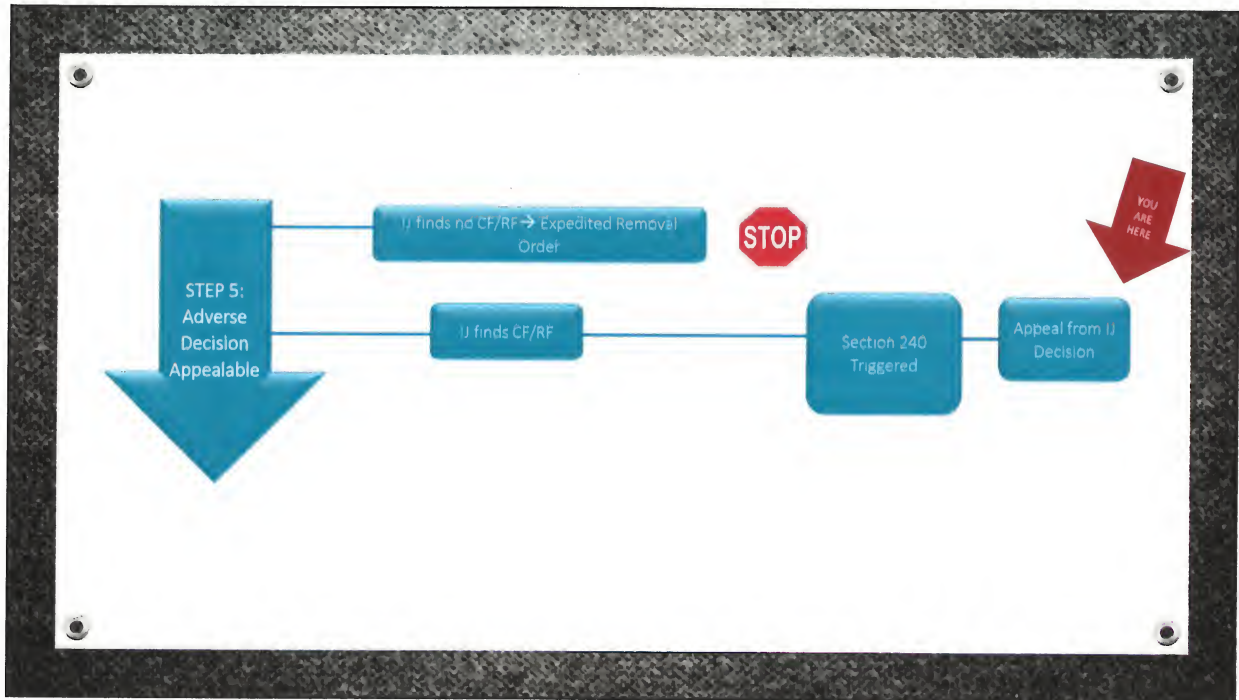 STEP 5:
Adverse
Decision
Appealable
IJ finds no CF/RF → Expedited Removal
Order
STOP
IJ finds CF/RF
Section 240
Triggered
Appeal from IJ
Decision
YOU
ARE
HERE